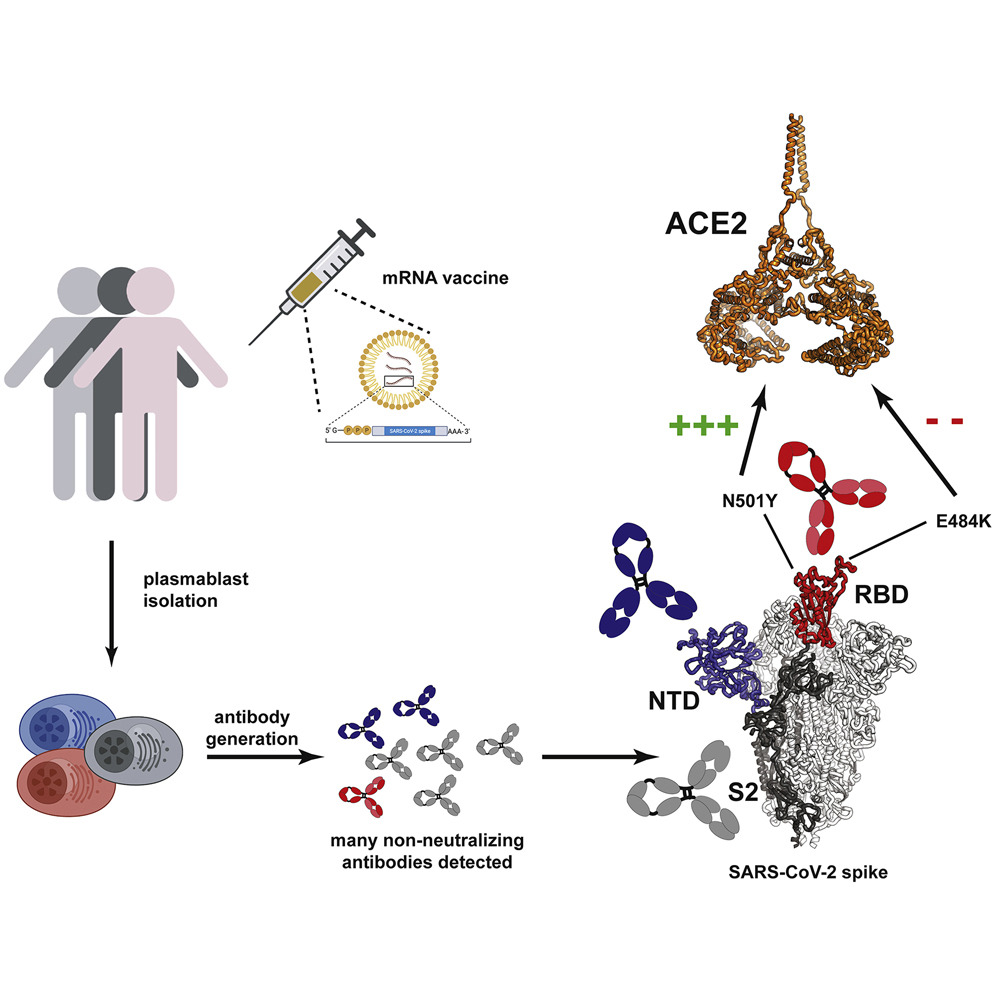 mRNA vaccine
5' G
P P P
SARS-CoV-2 spike
AAA-3'
plasmablast
isolation
antibody
generation
many non-neutralizing
antibodies detected
ACE2
+++
- -
N501Y
E484K
RBD
NTD
S2
SARS-CoV-2 spike